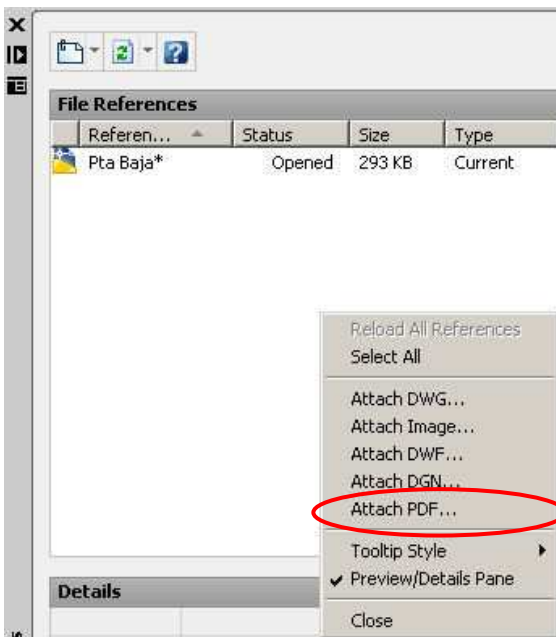 File References
Referen... Status Size Type
Pta Baja* Opened 293 KB Current
Reload All References
Select All
Attach DWG...
Attach Image...
Attach DWF...
Attach DGN...
Attach PDF...
Tooltip Style
Preview/Details Pane
Details
Close